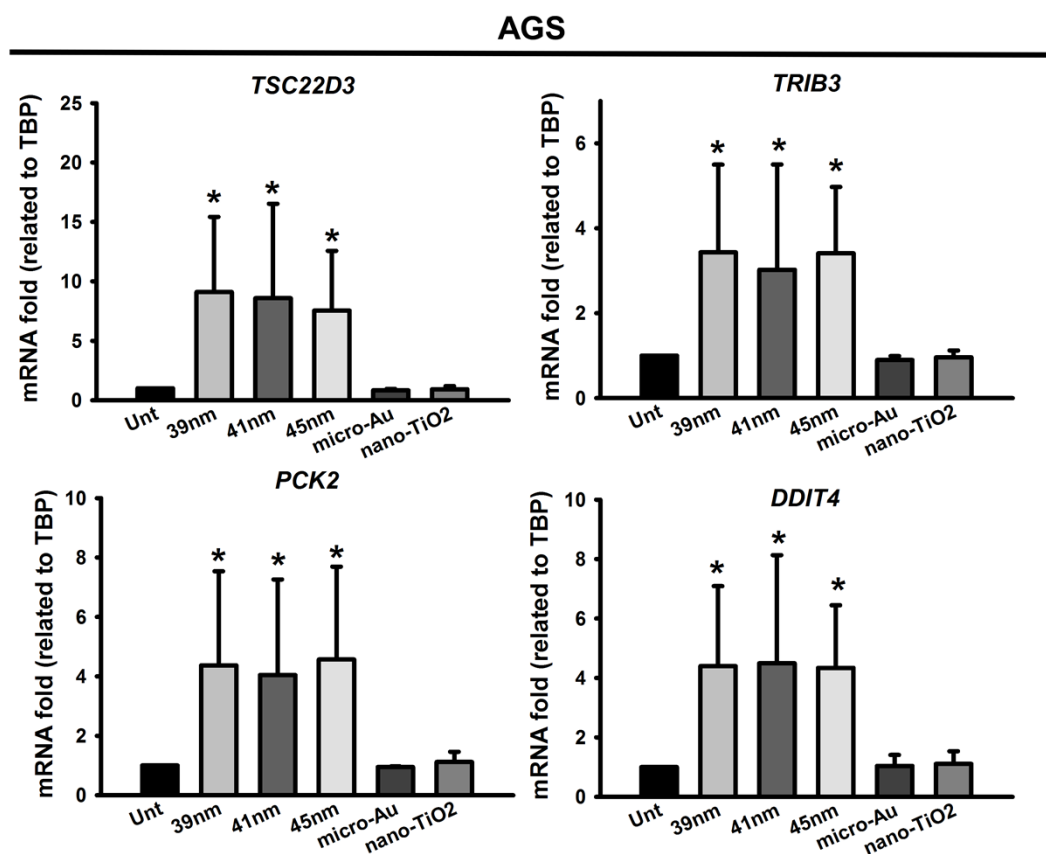 AGS
TSC22D3
mRNA fold (related to TBP)
25
20
15
10
5
0
* * *
Unt 39nm 41nm 45nm micro-Au nano-TiO2
TRIB3
mRNA fold (related to TBP)
6
4
2
0
* * *
Unt 39nm 41nm 45nm micro-Au nano-TiO2
PCK2
mRNA fold (related to TBP)
10
8
6
4
2
0
* * *
Unt 39nm 41nm 45nm micro-Au nano-TiO2
DDIT4
mRNA fold (related to TBP)
10
8
6
4
2
0
* * *
Unt 39nm 41nm 45nm micro-Au nano-TiO2